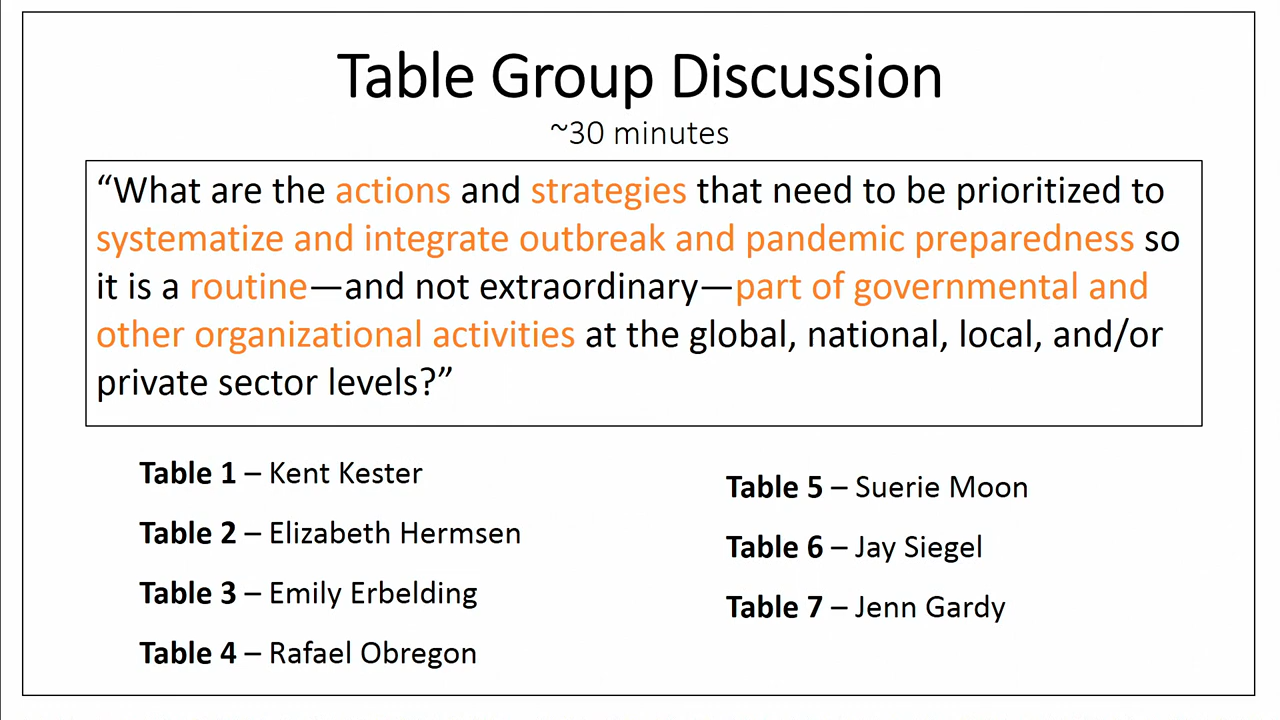 Table Group Discussion
~30 minutes
“What are the actions and strategies that need to be prioritized to
systematize and integrate outbreak and pandemic preparedness so
it is a routine—and not extraordinary—part of governmental and
other organizational activities at the global, national, local, and/or
private sector levels?”
Table 1 – Kent Kester
Table 2 – Elizabeth Hermsen
Table 3 – Emily Erbelding
Table 4 – Rafael Obregon
Table 5 – Suerie Moon
Table 6 – Jay Siegel
Table 7 – Jenn Gardy